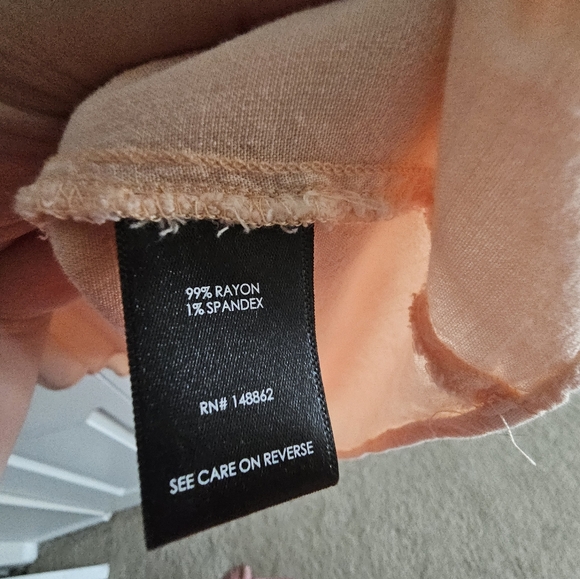 99% RAYON
1% SPANDEX
RN# 148862
SEE CARE ON REVERSE